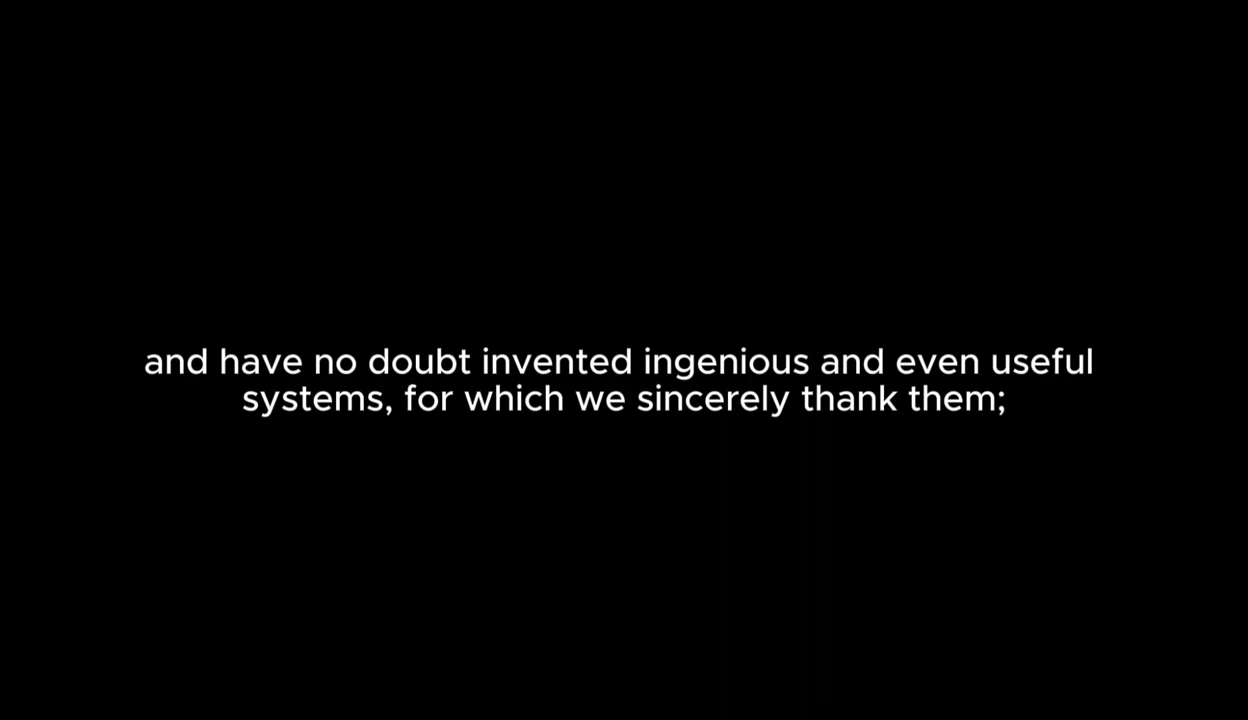 and have no doubt invented ingenious and even useful
systems, for which we sincerely thank them;